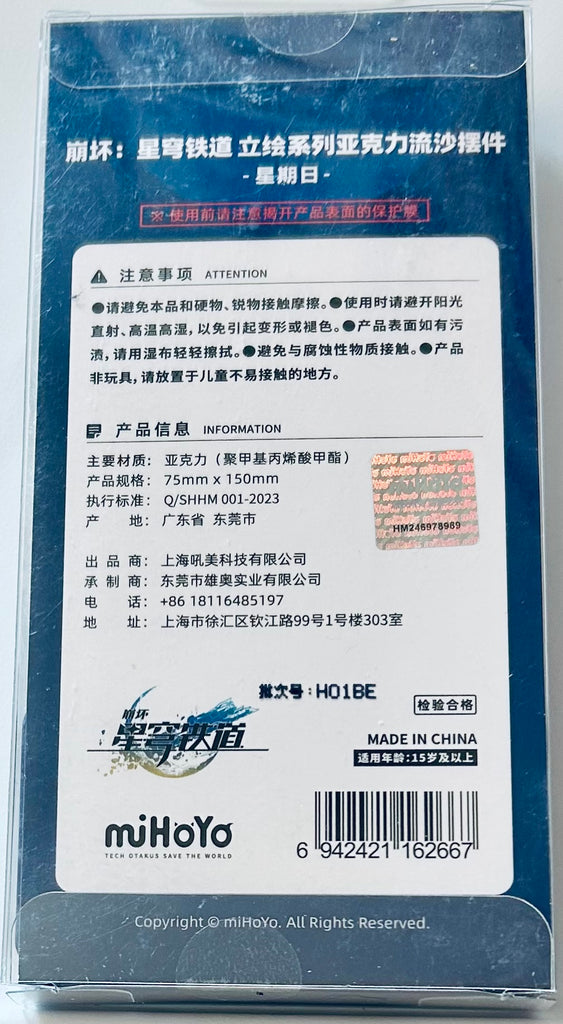 崩坏：星穹铁道 立绘系列亚克力流沙摆件
- 星期日 -
※ 使用前请注意揭开产品表面的保护膜
注意事项 ATTENTION
●请避免本品和硬物、锐物接触摩擦。●使用时请避开阳光
直射、高温高湿，以免引起变形或褪色。●产品表面如有污
渍，请用湿布轻轻擦拭。●避免与腐蚀性物质接触。●产品
非玩具，请放置于儿童不易接触的地方。
产品信息 INFORMATION
主要材质： 亚克力（聚甲基丙烯酸甲酯）
产品规格： 75mm x 150mm
执行标准： Q/SHHM 001-2023
产 地： 广东省 东莞市
HM246978989
出 品 商： 上海吼美科技有限公司
承 制 商： 东莞市雄奥实业有限公司
电 话： +86 18116485197
地 址： 上海市徐汇区钦江路99号1号楼303室
批次号：H01BE
检验合格
崩坏
星穹铁道
MADE IN CHINA
适用年龄：15岁及以上
miHoYo
TECH OTAKUS SAVE THE WORLD
6 942421 162667
Copyright © miHoYo. All Rights Reserved.